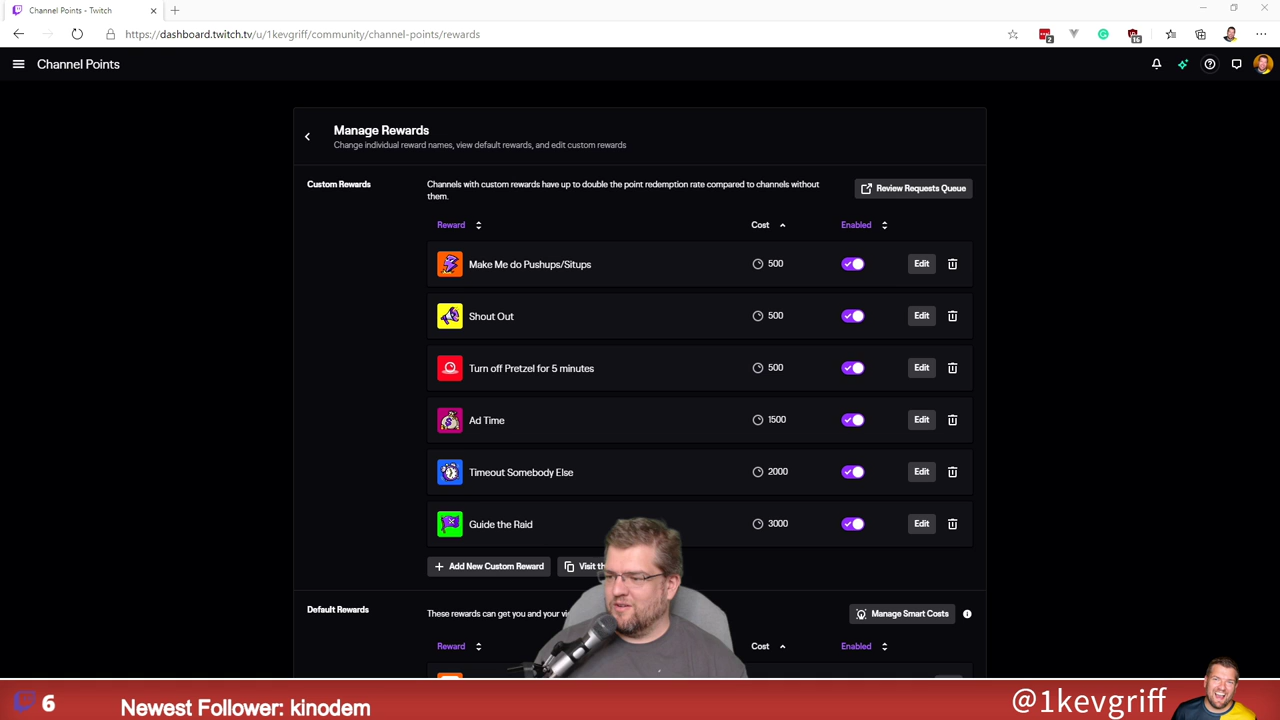 Channel Points - Twitch
https://dashboard.twitch.tv/u/1kevgriff/community/channel-points/rewards
2
16
Channel Points
Manage Rewards
Change individual reward names, view default rewards, and edit custom rewards
Custom Rewards
Channels with custom rewards have up to double the point redemption rate compared to channels without
them.
Review Requests Queue
Reward Cost Enabled
Make Me do Pushups/Situps 500 Edit
Shout Out 500 Edit
Turn off Pretzel for 5 minutes 500 Edit
Ad Time 1500 Edit
Timeout Somebody Else 2000 Edit
Guide the Raid 3000 Edit
Add New Custom Reward Visit
Default Rewards
These rewards can get you and your
Manage Smart Costs
Reward Cost Enabled
6
Newest Follower: kinodem
@1kevgriff